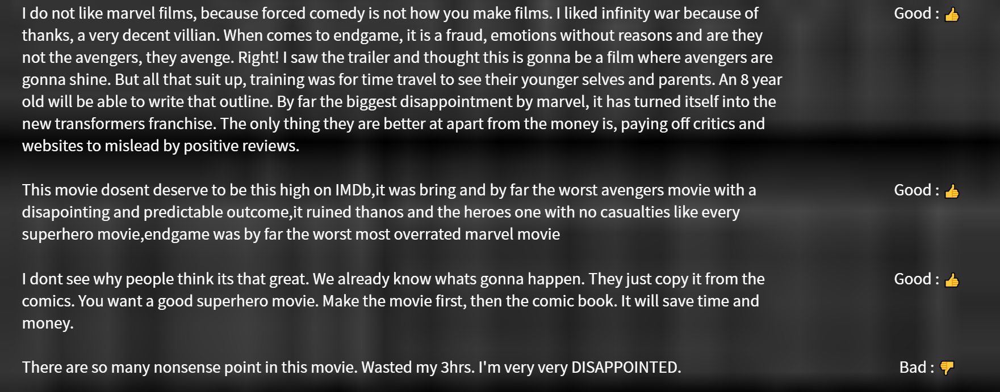 I do not like marvel films, because forced comedy is not how you make films. I liked infinity war because of Good : 👍
thanks, a very decent villian. When comes to endgame, it is a fraud, emotions without reasons and are they
not the avengers, they avenge. Right! I saw the trailer and thought this is gonna be a film where avengers are
gonna shine. But all that suit up, training was for time travel to see their younger selves and parents. An 8 year
old will be able to write that outline. By far the biggest disappointment by marvel, it has turned itself into the
new transformers franchise. The only thing they are better at apart from the money is, paying off critics and
websites to mislead by positive reviews.
This movie dosent deserve to be this high on IMDb,it was bring and by far the worst avengers movie with a Good : 👍
disapointing and predictable outcome,it ruined thanos and the heroes one with no casualties like every
superhero movie,endgame was by far the worst most overrated marvel movie
I dont see why people think its that great. We already know whats gonna happen. They just copy it from the Good : 👍
comics. You want a good superhero movie. Make the movie first, then the comic book. It will save time and
money.
There are so many nonsense point in this movie. Wasted my 3hrs. I'm very very DISAPPOINTED. Bad : 👎